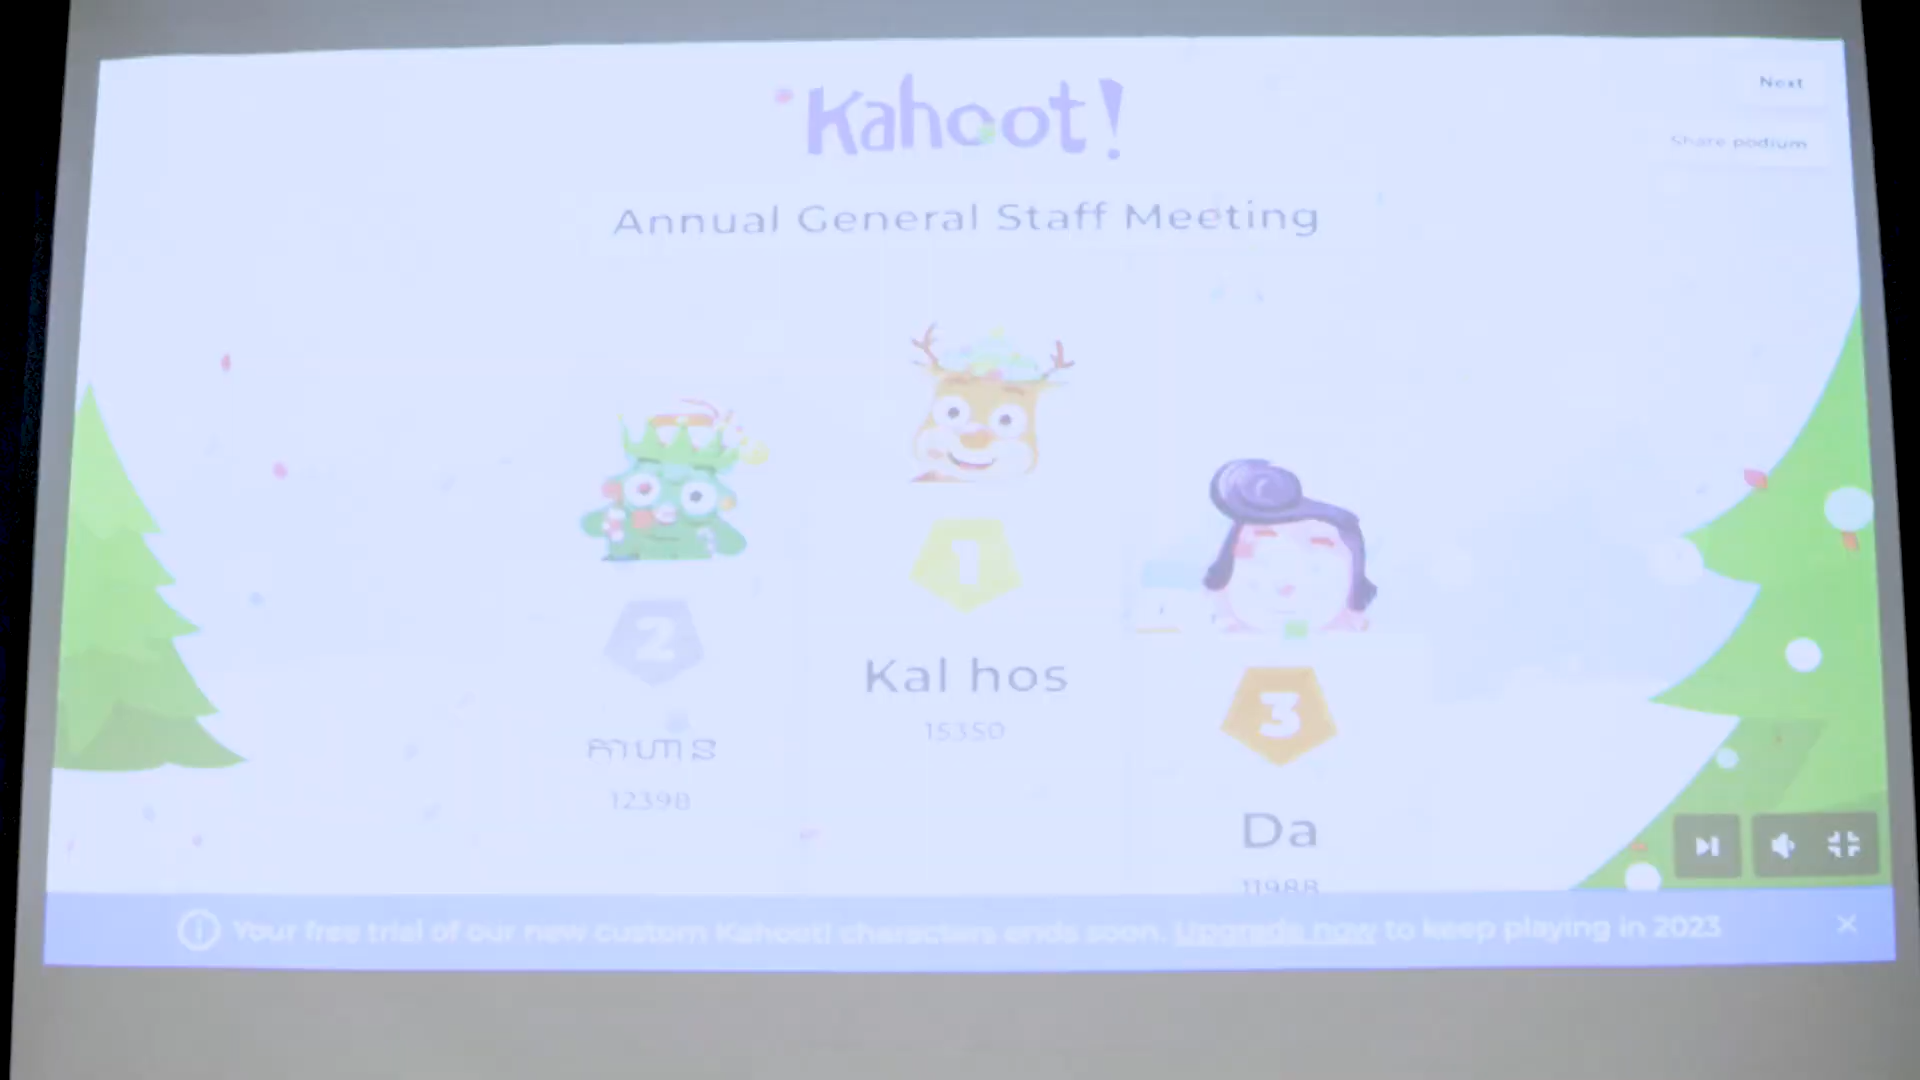 Kahoot!
Next
Share podium
Annual General Staff Meeting
1
Kal hos
15350
2
12398
3
Da
11988
Your free trial of our new custom Kahoot! characters ends soon. Upgrade now to keep playing in 2023